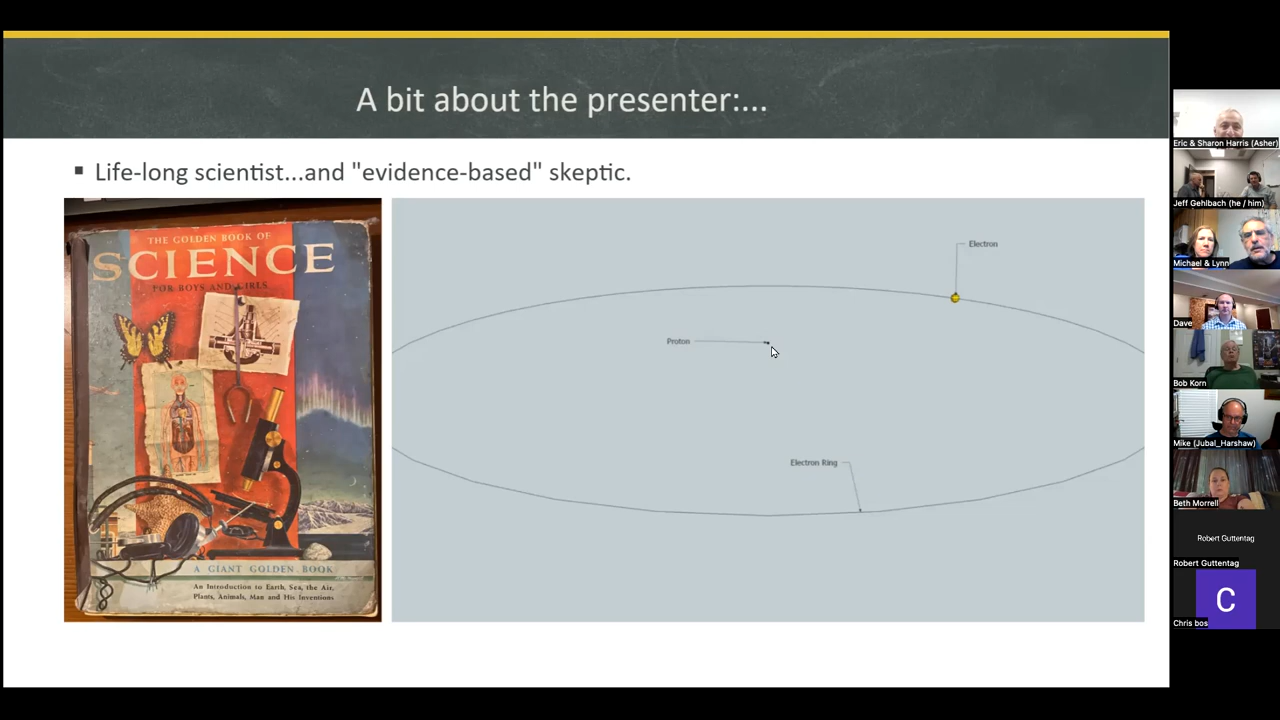 A bit about the presenter:...
Life-long scientist...and "evidence-based" skeptic.
THE GOLDEN BOOK OF
SCIENCE
FOR BOYS AND GIRLS
A GIANT GOLDEN BOOK
An Introduction to Earth, Sea, the Air,
Plants, Animals, Man and His Inventions
Electron
Proton
Electron Ring
Eric & Sharon Harris (Asher)
Jeff Gehlbach (he / him)
Michael & Lynn
Dave
Bob Korn
Mike (Jubal_Harshaw)
Beth Morrell
Robert Guttentag
Robert Guttentag
C
Chris bos